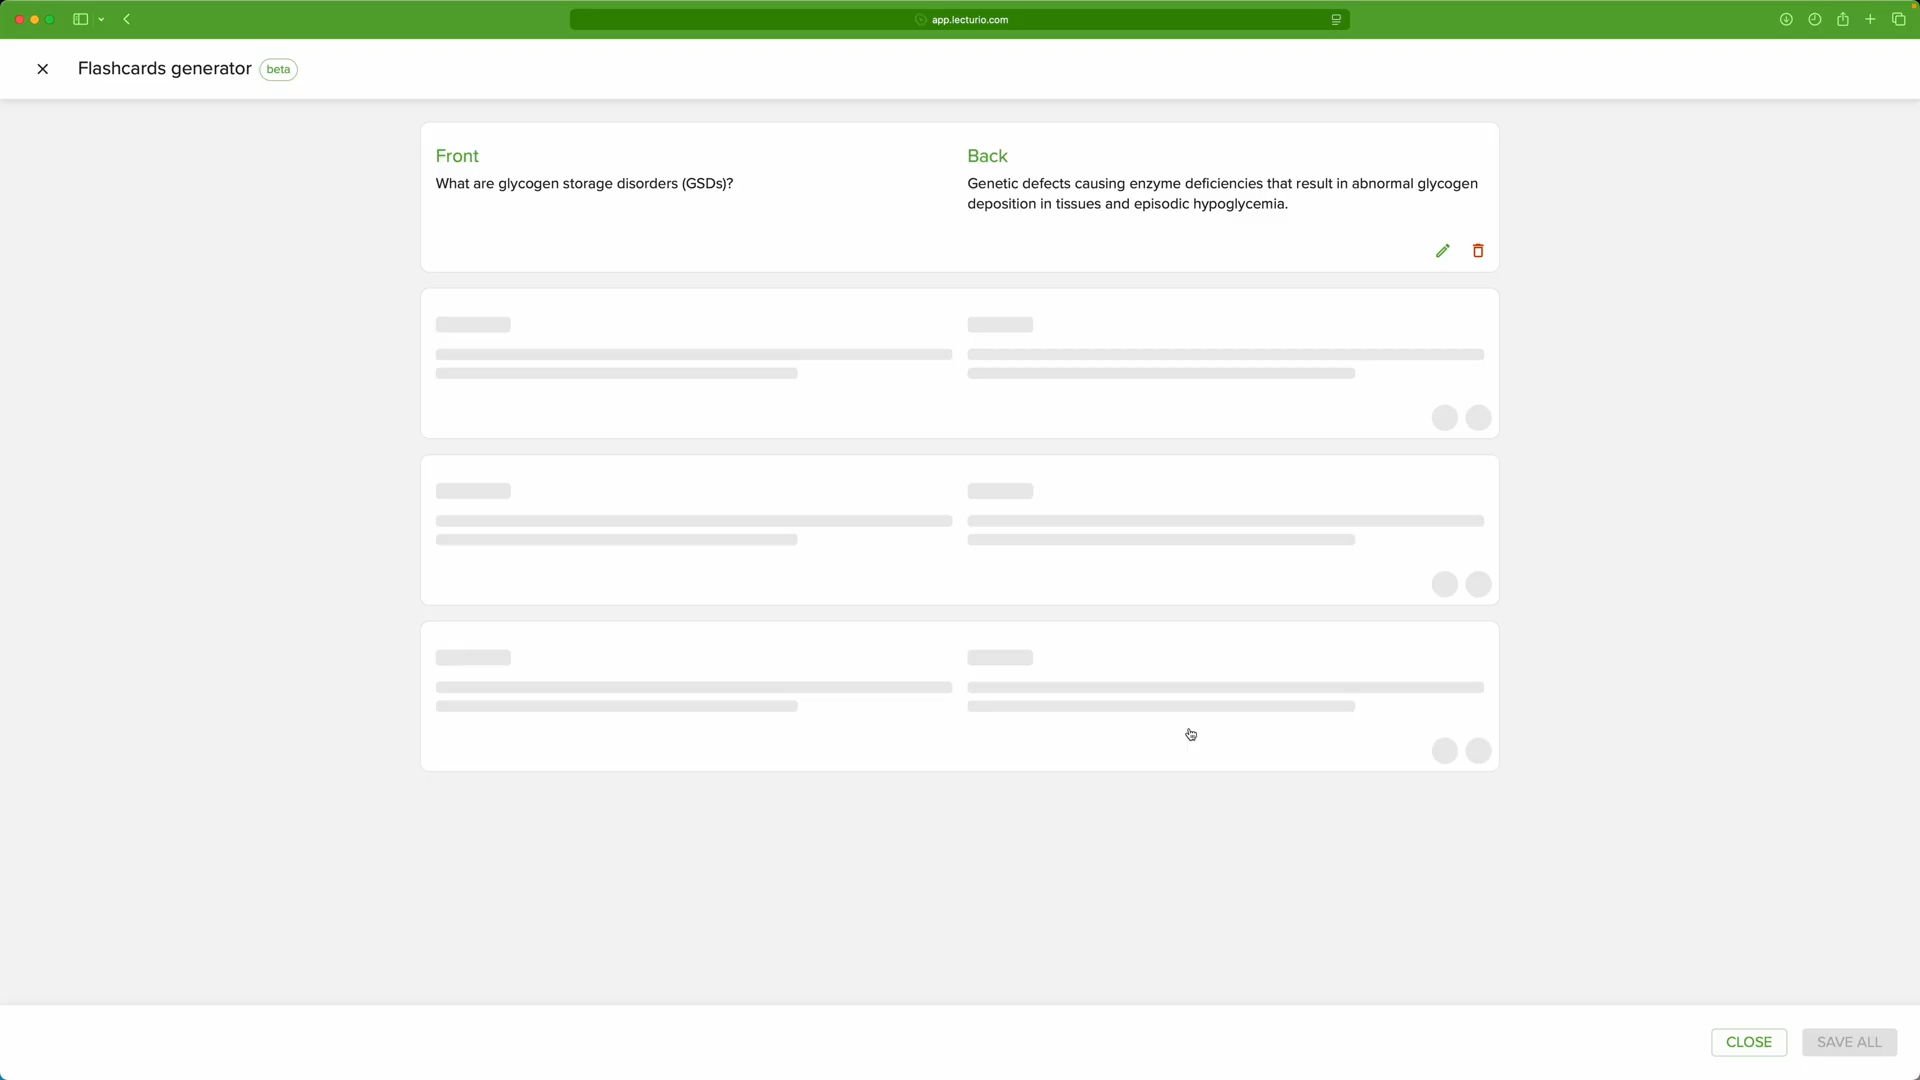 app.lecturio.com
Flashcards generator beta
Front
What are glycogen storage disorders (GSDs)?
Back
Genetic defects causing enzyme deficiencies that result in abnormal glycogen
deposition in tissues and episodic hypoglycemia.
CLOSE
SAVE ALL